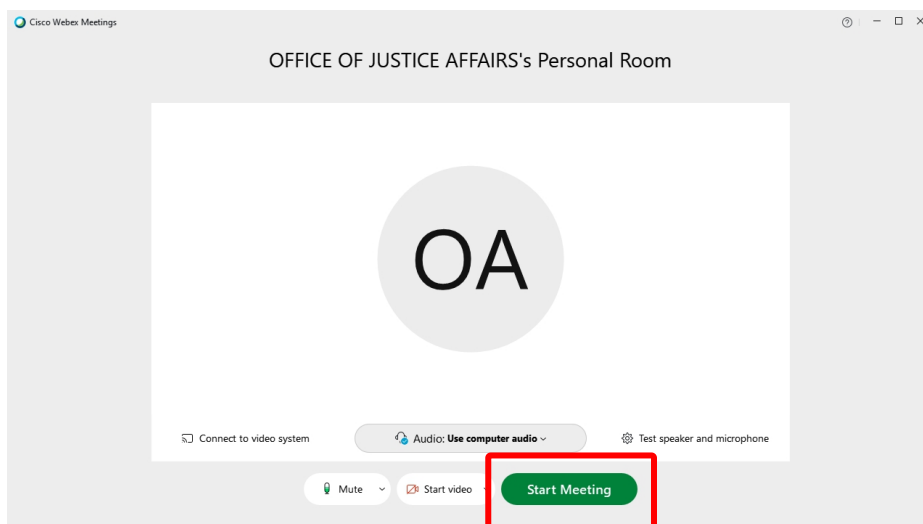 Cisco Webex Meetings
OFFICE OF JUSTICE AFFAIRS's Personal Room
OA
Connect to video system
Audio: Use computer audio
Test speaker and microphone
Mute
Start video
Start Meeting